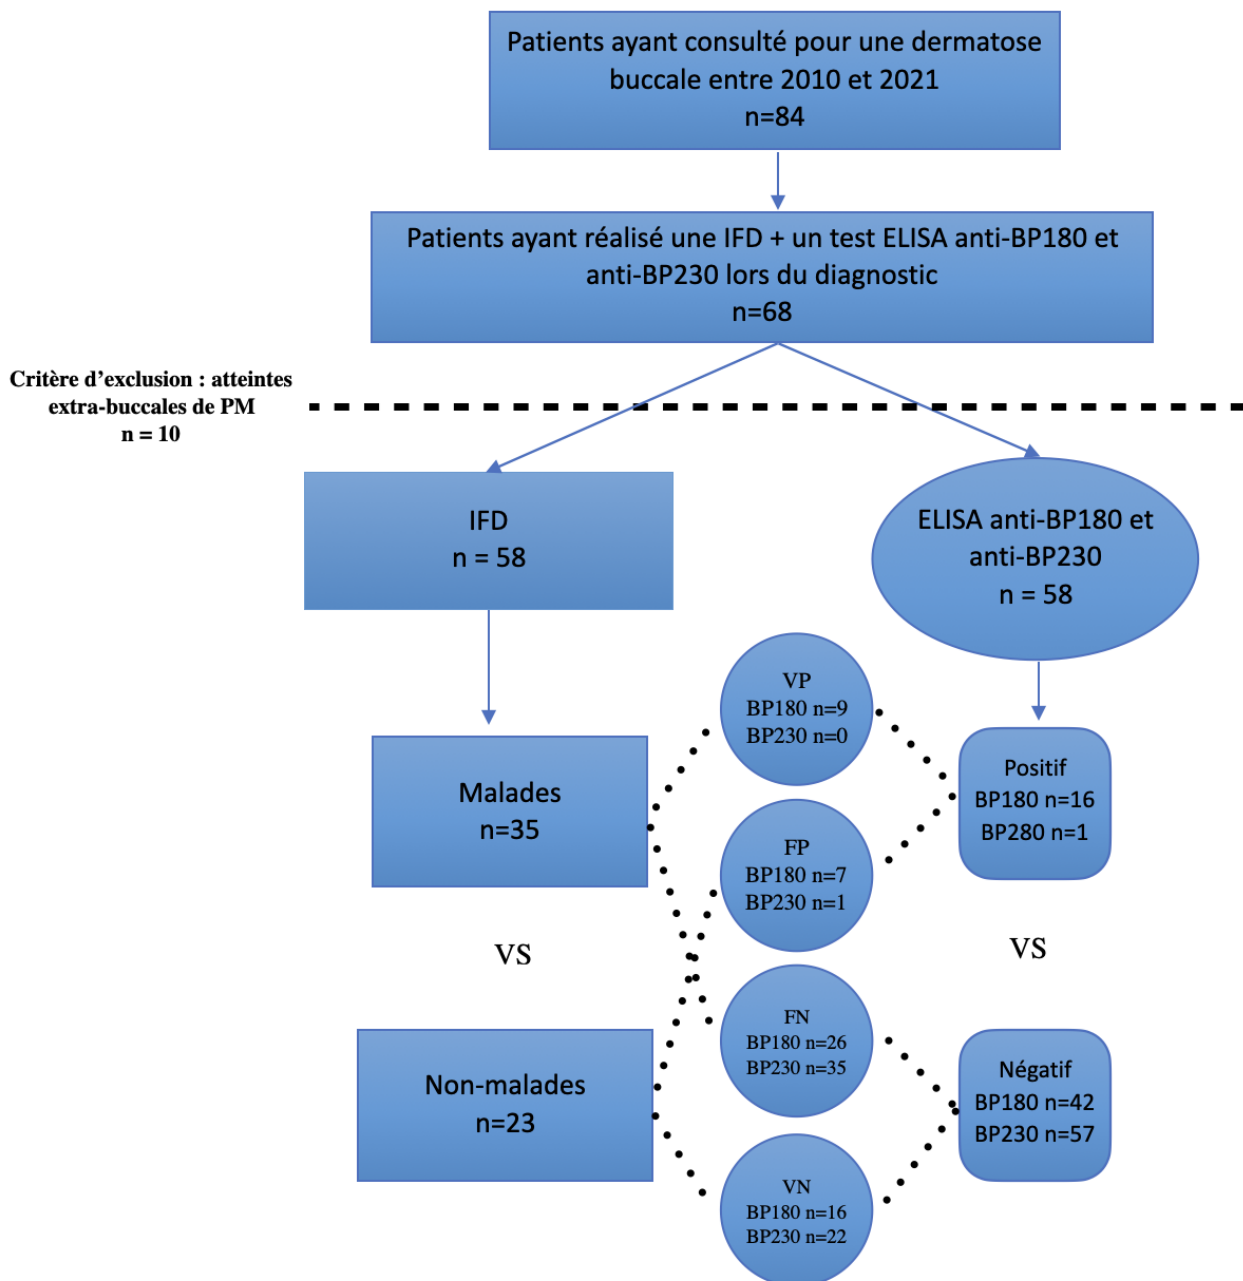 Patients ayant consulté pour une dermatose
buccale entre 2010 et 2021
n=84
Patients ayant réalisé une IFD + un test ELISA anti-BP180 et
anti-BP230 lors du diagnostic
n=68
Critère d'exclusion : atteintes
extra-buccales de PM
n = 10
IFD
n = 58
ELISA anti-BP180 et
anti-BP230
n = 58
VP
BP180 n=9
BP230 n=0
Malades
n=35
Positif
BP180 n=16
BP280 n=1
FP
BP180 n=7
BP230 n=1
VS
VS
FN
BP180 n=26
BP230 n=35
Non-malades
n=23
Négatif
BP180 n=42
BP230 n=57
VN
BP180 n=16
BP230 n=22